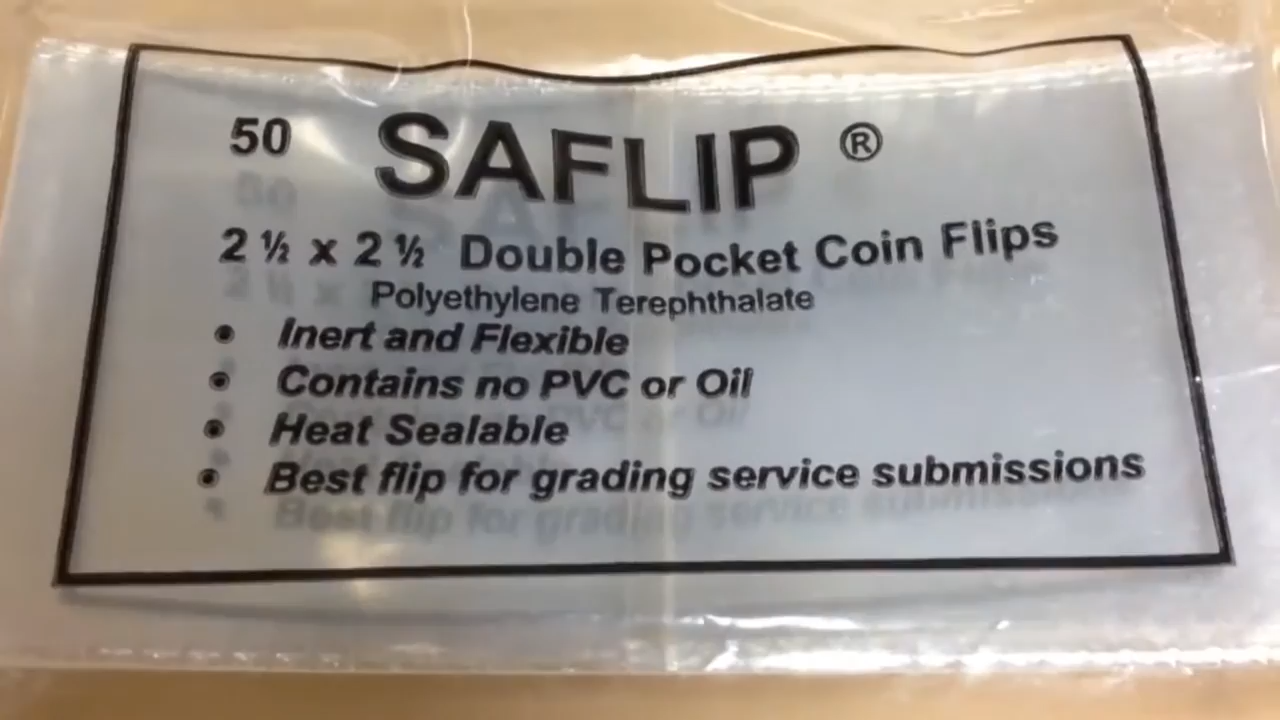 50 SAFLIP ®
2 ½ x 2 ½ Double Pocket Coin Flips
Polyethylene Terephthalate
• Inert and Flexible
• Contains no PVC or Oil
• Heat Sealable
• Best flip for grading service submissions